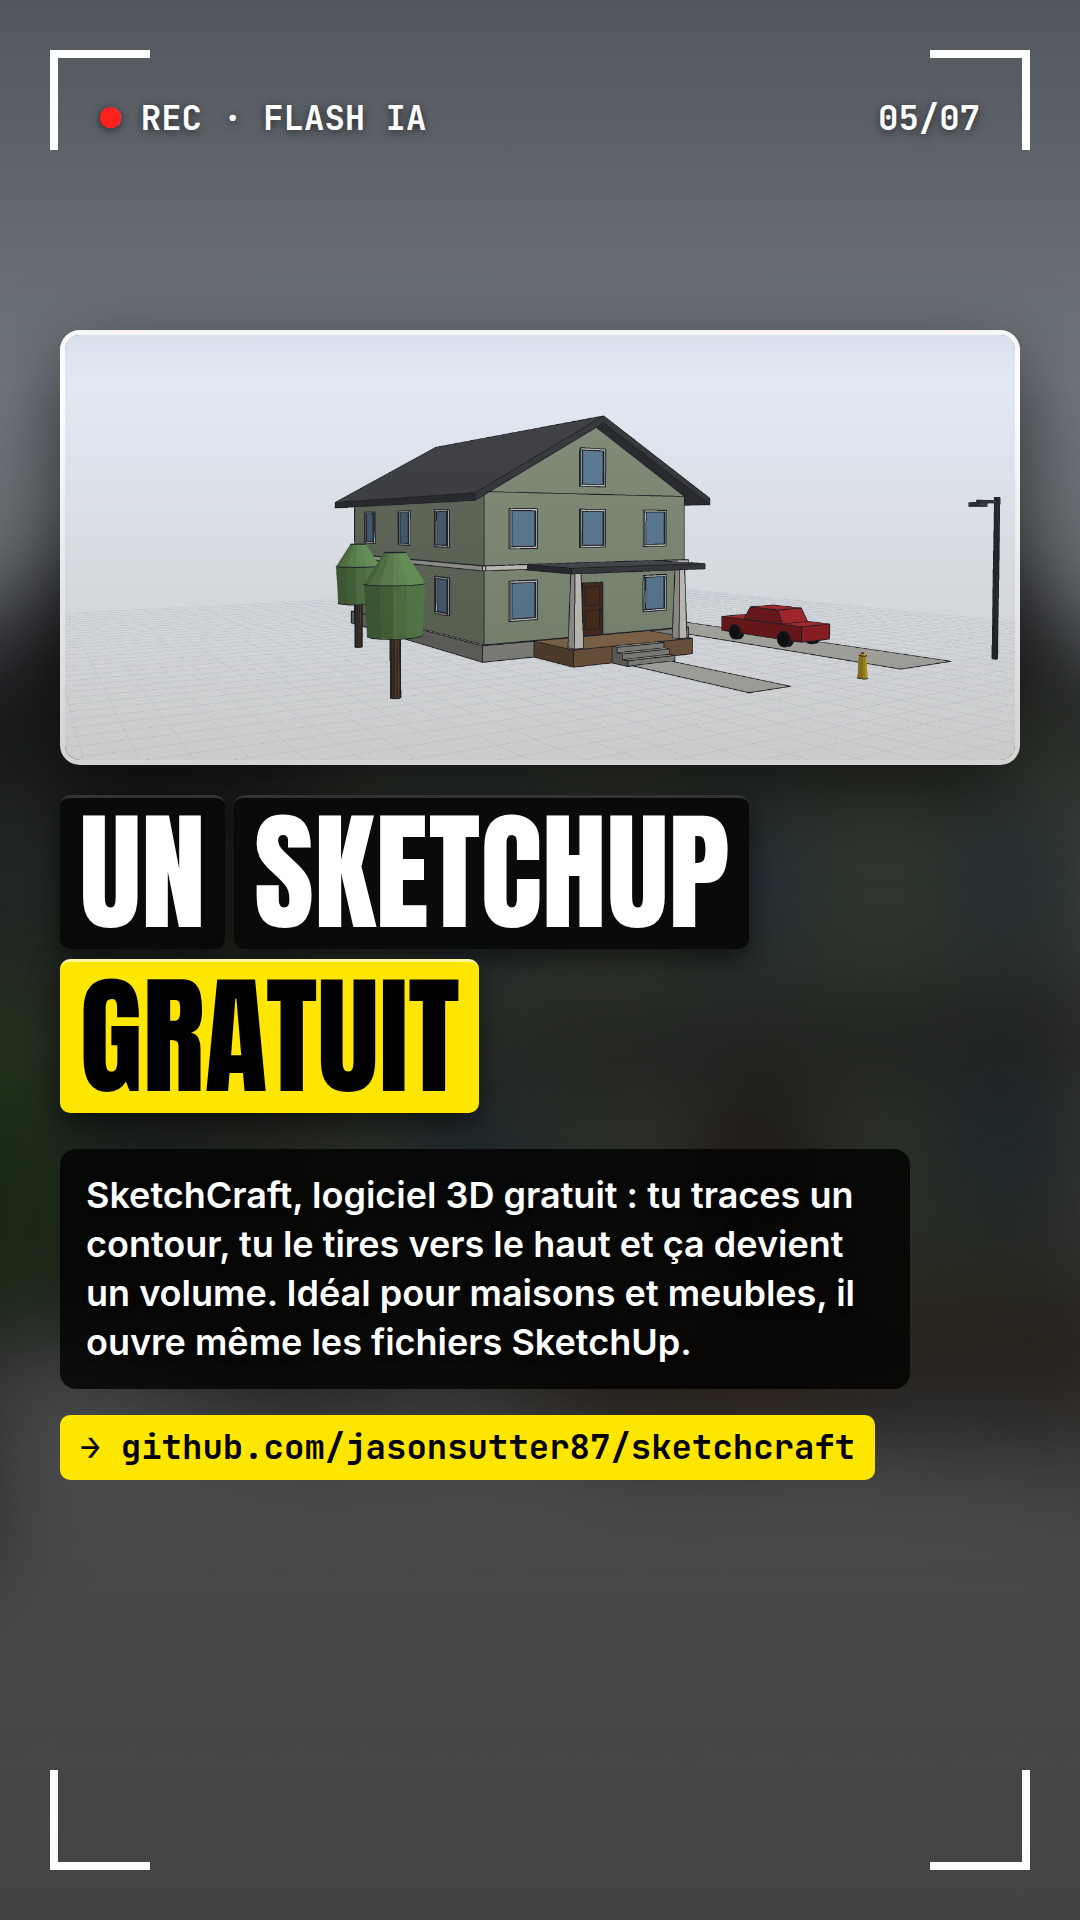 REC · FLASH IA
05/07
UN SKETCHUP
GRATUIT
SketchCraft, logiciel 3D gratuit : tu traces un
contour, tu le tires vers le haut et ça devient
un volume. Idéal pour maisons et meubles, il
ouvre même les fichiers SketchUp.
→ github.com/jasonsutter87/sketchcraft